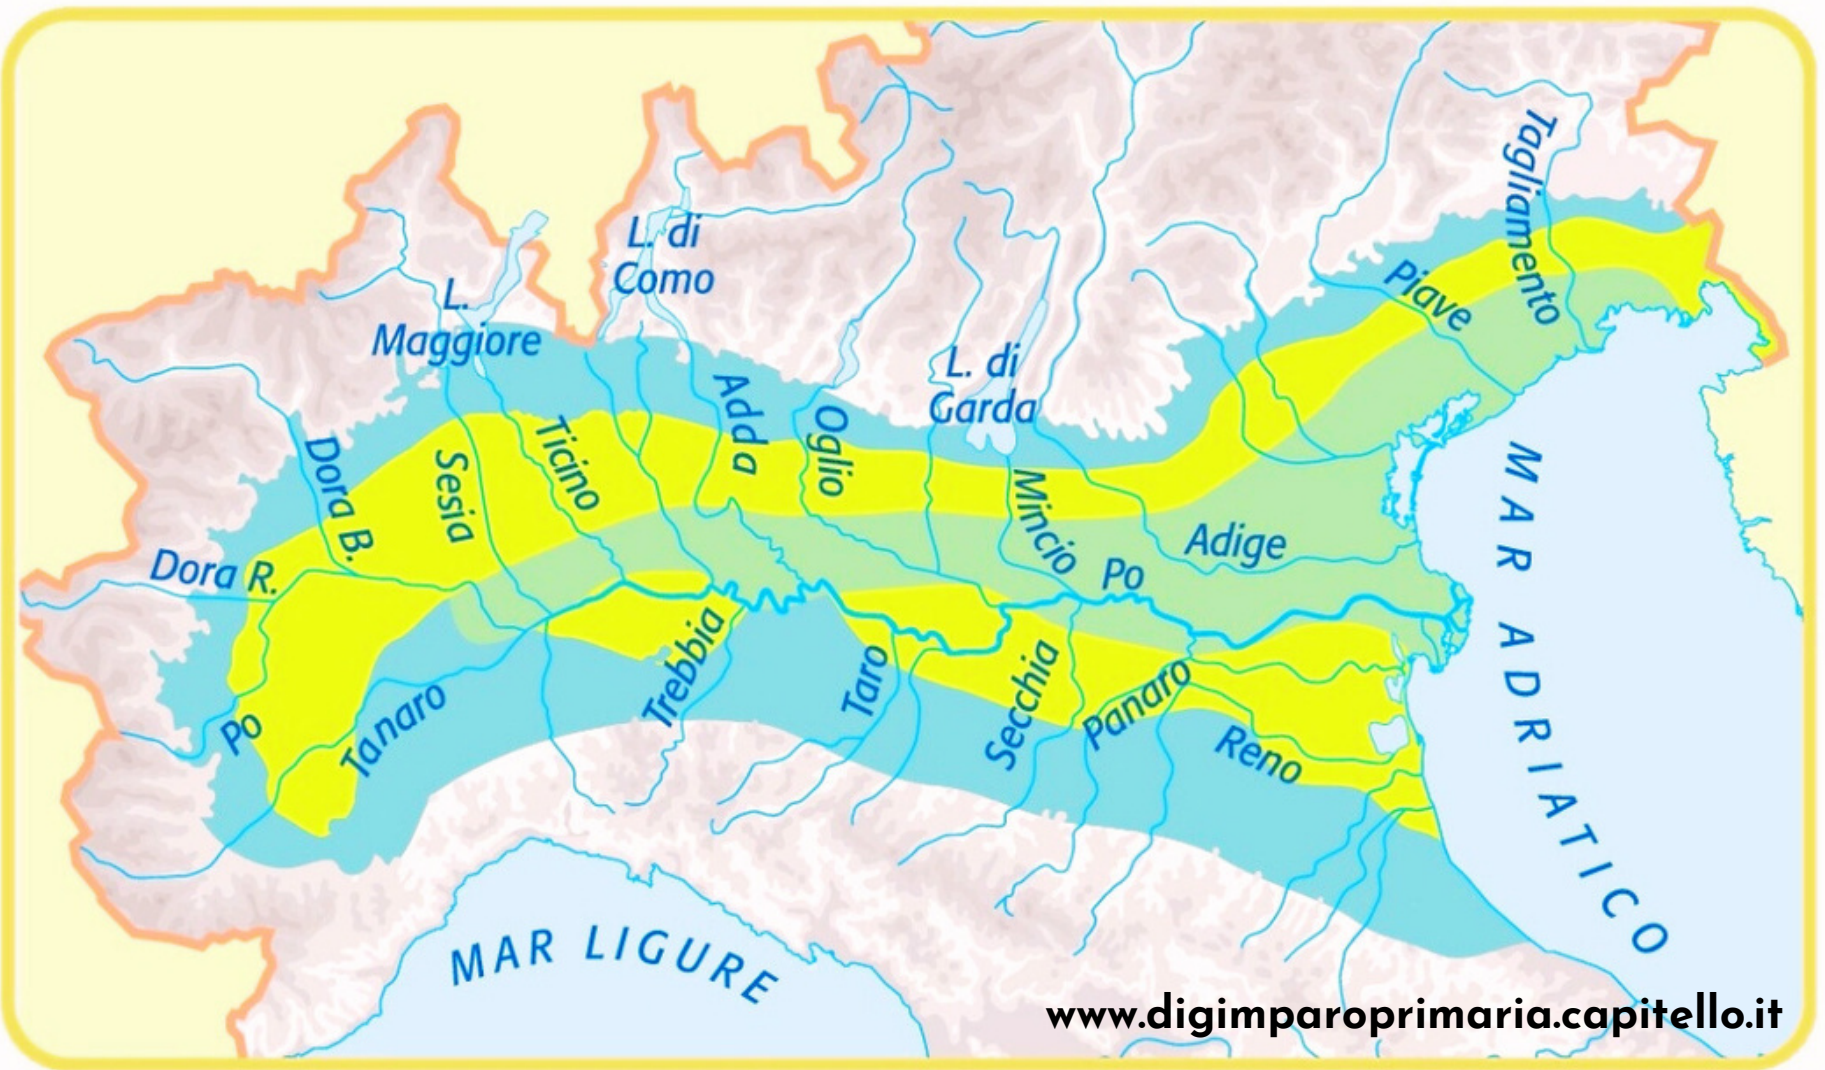 Tagliamento
L. di
Como
L.
Maggiore
Piave
L. di
Garda
Adda
Oglio
Ticino
Sesia
Dora B.
Mincio
Adige
Dora R.
Po
Po
Tanaro
Trebbia
Taro
Secchia
Panaro
Reno
MAR ADRIATICO
MAR LIGURE
www.digimparoprimaria.capitello.it